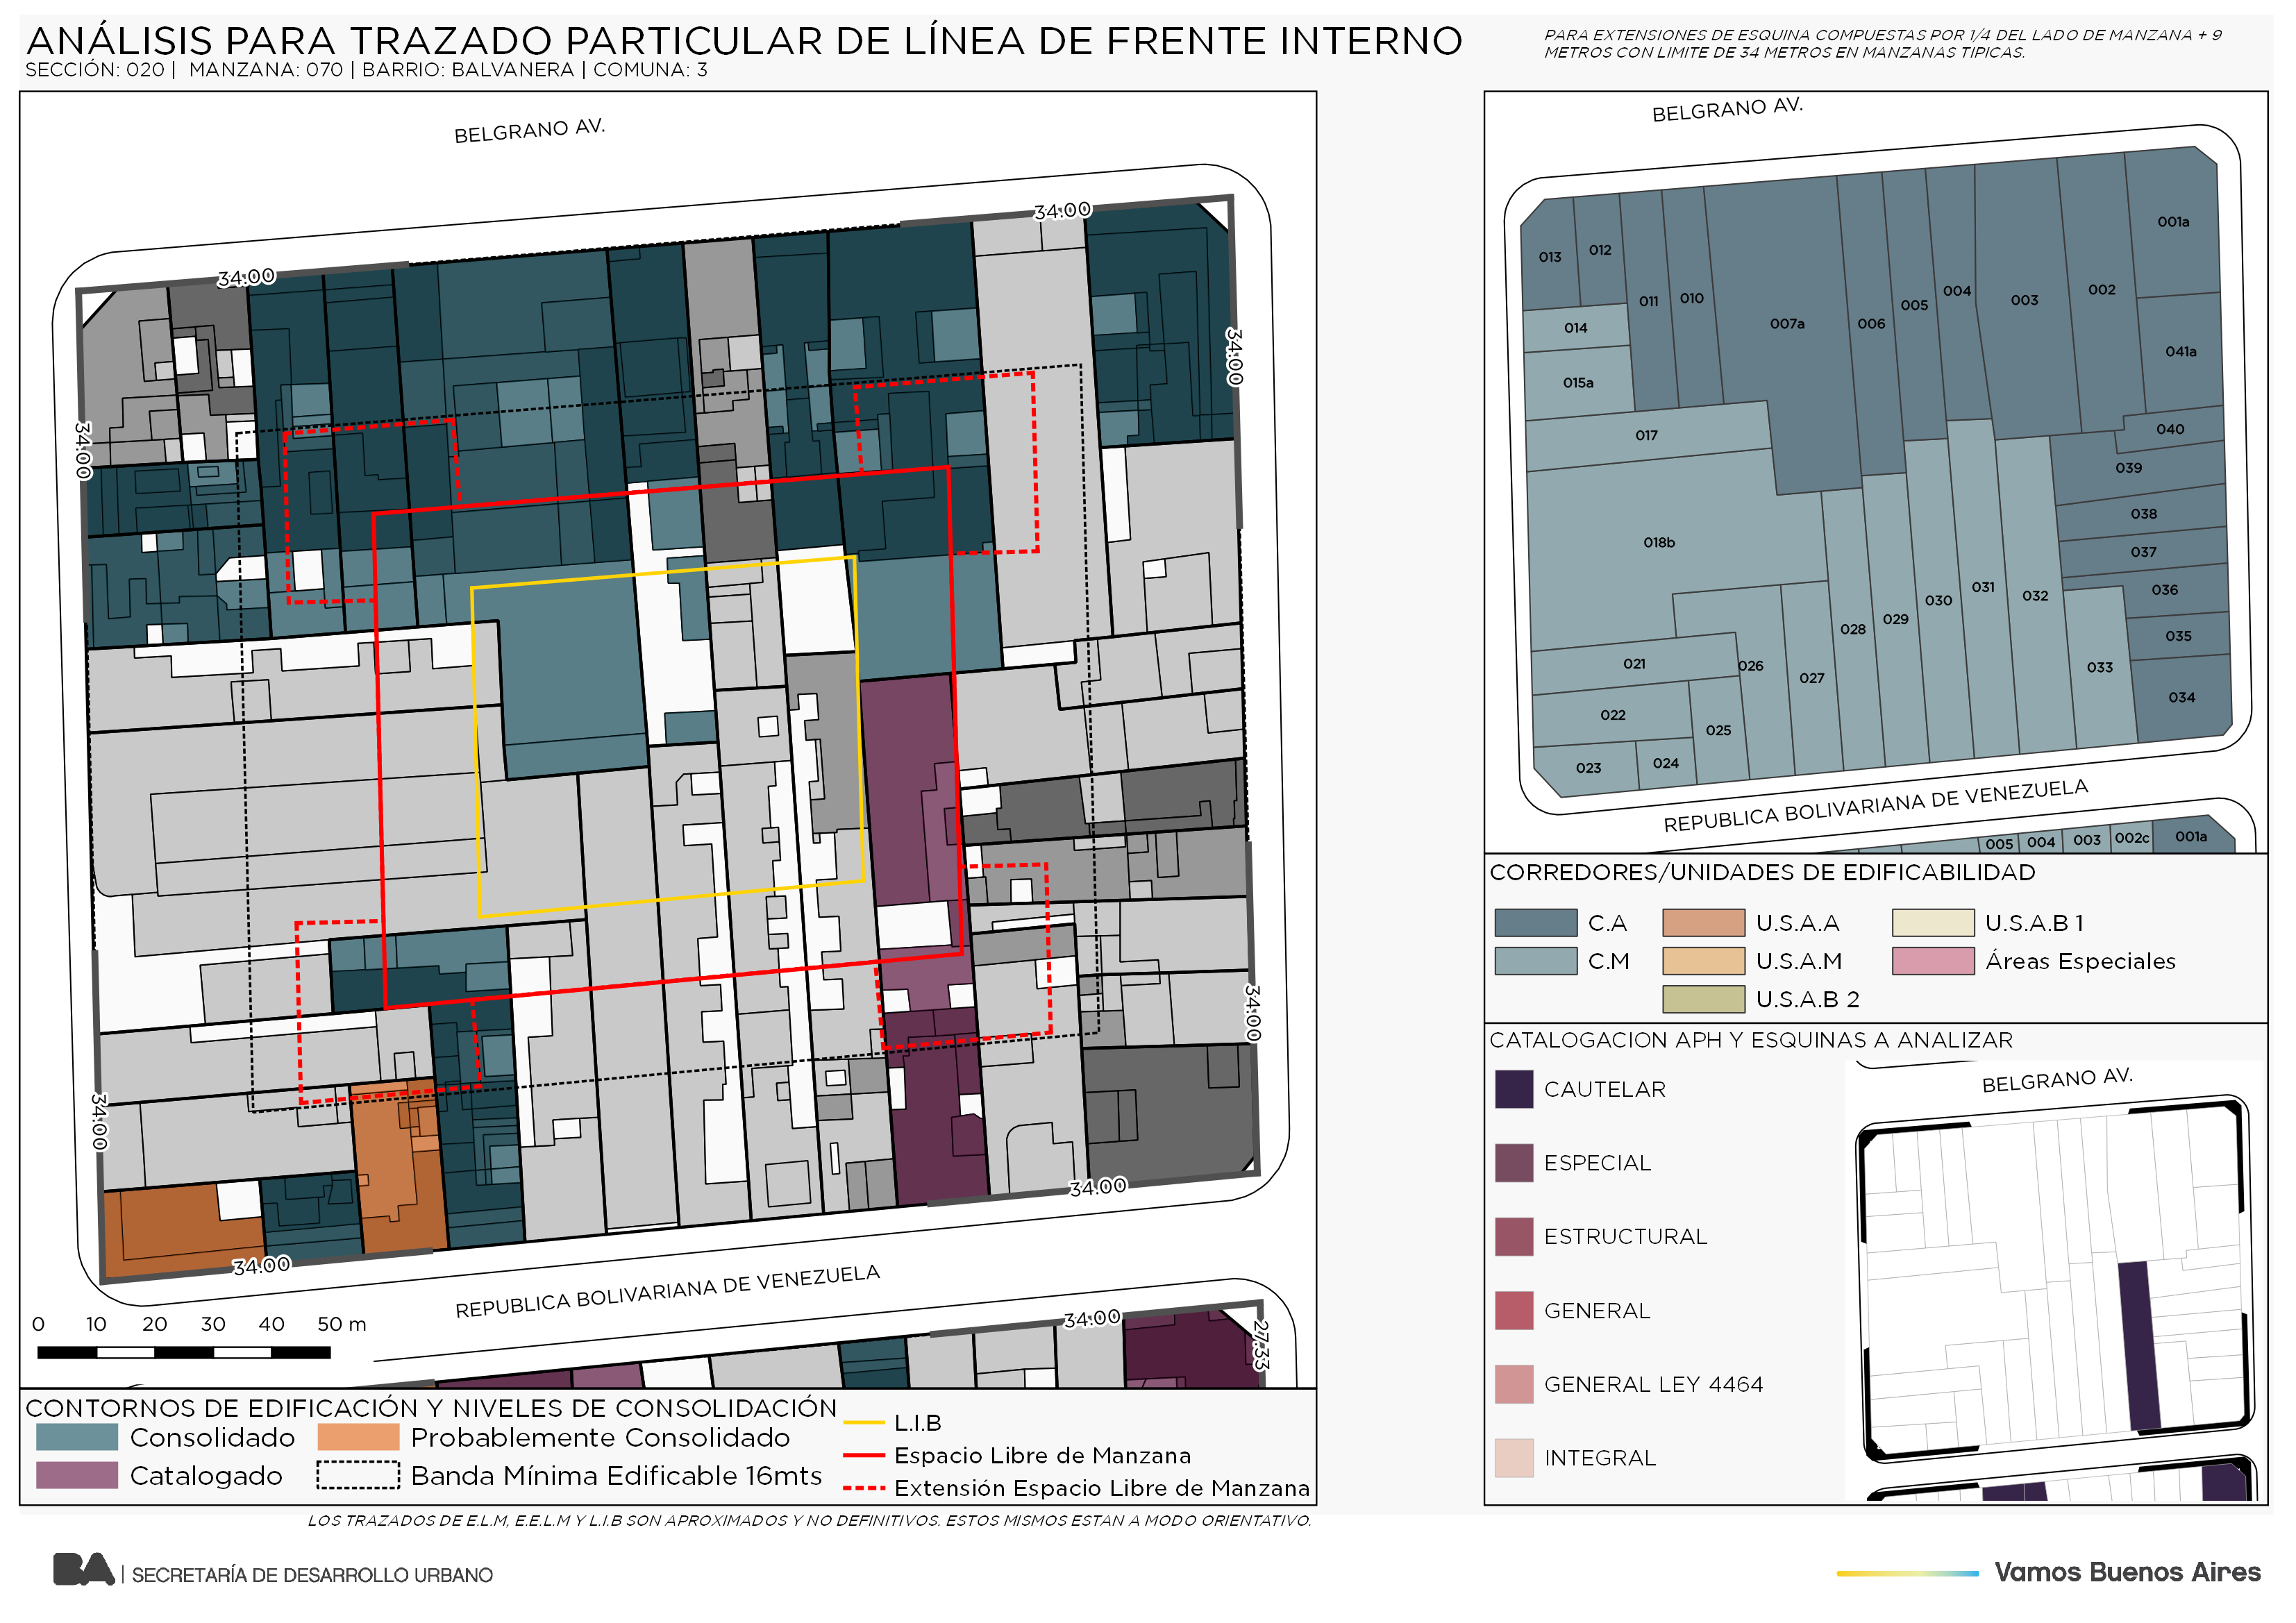 ANÁLISIS PARA TRAZADO PARTICULAR DE LÍNEA DE FRENTE INTERNO
SECCIÓN: 020 | MANZANA: 070 | BARRIO: BALVANERA | COMUNA: 3
PARA EXTENSIONES DE ESQUINA COMPUESTAS POR 1/4 DEL LADO DE MANZANA + 9
METROS CON LIMITE DE 34 METROS EN MANZANAS TIPICAS.
BELGRANO AV.
34.00
34.00
34.00
34.00
34.00
34.00
34.00
34.00
REPUBLICA BOLIVARIANA DE VENEZUELA
0 10 20 30 40 50 m
34.00
27.33
CONTORNOS DE EDIFICACIÓN Y NIVELES DE CONSOLIDACIÓN
Consolidado
Probablemente Consolidado
Catalogado
Banda Mínima Edificable 16mts
L.I.B
Espacio Libre de Manzana
Extensión Espacio Libre de Manzana
LOS TRAZADOS DE E.L.M, E.E.L.M Y L.I.B SON APROXIMADOS Y NO DEFINITIVOS. ESTOS MISMOS ESTAN A MODO ORIENTATIVO.
BELGRANO AV.
013
012
011
010
007a
006
005
004
003
002
001a
014
015a
017
041a
040
039
038
037
036
035
034
018b
021
022
023
024
025
026
027
028
029
030
031
032
033
REPUBLICA BOLIVARIANA DE VENEZUELA
005
004
003
002c
001a
CORREDORES/UNIDADES DE EDIFICABILIDAD
C.A
U.S.A.A
U.S.A.B 1
C.M
U.S.A.M
Áreas Especiales
U.S.A.B 2
CATALOGACION APH Y ESQUINAS A ANALIZAR
CAUTELAR
ESPECIAL
ESTRUCTURAL
GENERAL
GENERAL LEY 4464
INTEGRAL
BELGRANO AV.
BA | SECRETARÍA DE DESARROLLO URBANO
Vamos Buenos Aires